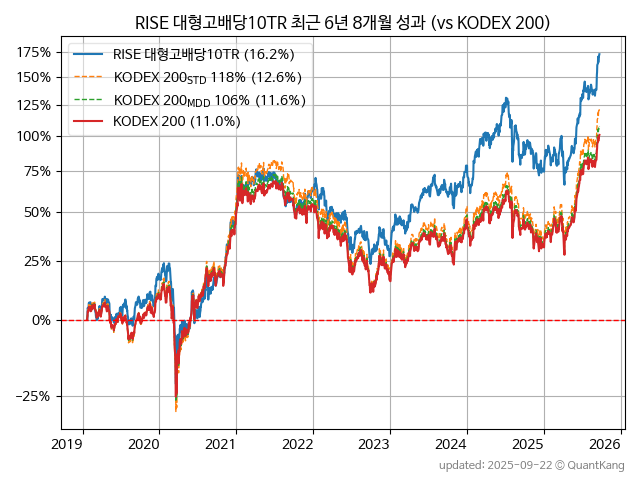 RISE 대형고배당10TR 최근 6년 8개월 성과 (vs KODEX 200)
RISE 대형고배당10TR (16.2%)
KODEX 200STD 118% (12.6%)
KODEX 200MDD 106% (11.6%)
KODEX 200 (11.0%)
175%
150%
125%
100%
75%
50%
25%
0%
−25%
2019 2020 2021 2022 2023 2024 2025 2026
updated: 2025-09-22 © QuantKang